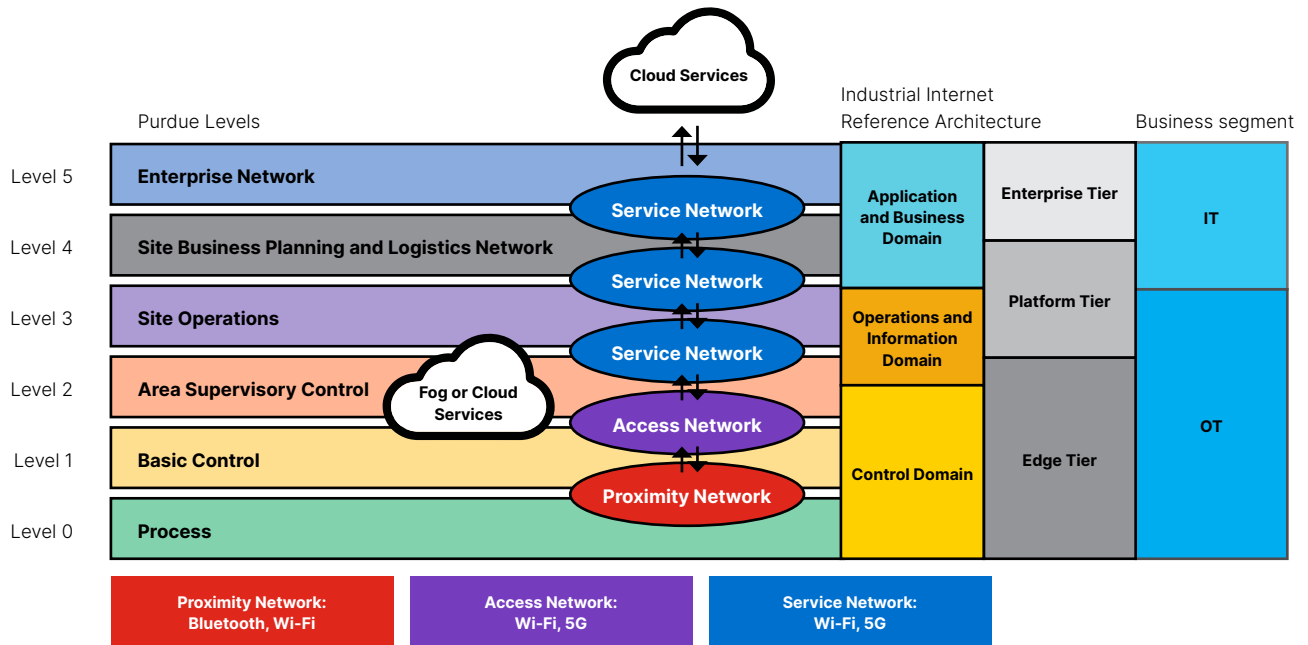 Cloud Services
Industrial Internet
Reference Architecture
Purdue Levels
Business segment
Level 5
Enterprise Network
Service Network
Level 4
Site Business Planning and Logistics Network
Service Network
Level 3
Site Operations
Service Network
Level 2
Area Supervisory Control
Fog or Cloud
Services
Access Network
Level 1
Basic Control
Proximity Network
Level 0
Process
Application
and Business
Domain
Operations and
Information
Domain
Control Domain
Enterprise Tier
Platform Tier
Edge Tier
IT
OT
Proximity Network:
Bluetooth, Wi-Fi
Access Network:
Wi-Fi, 5G
Service Network:
Wi-Fi, 5G